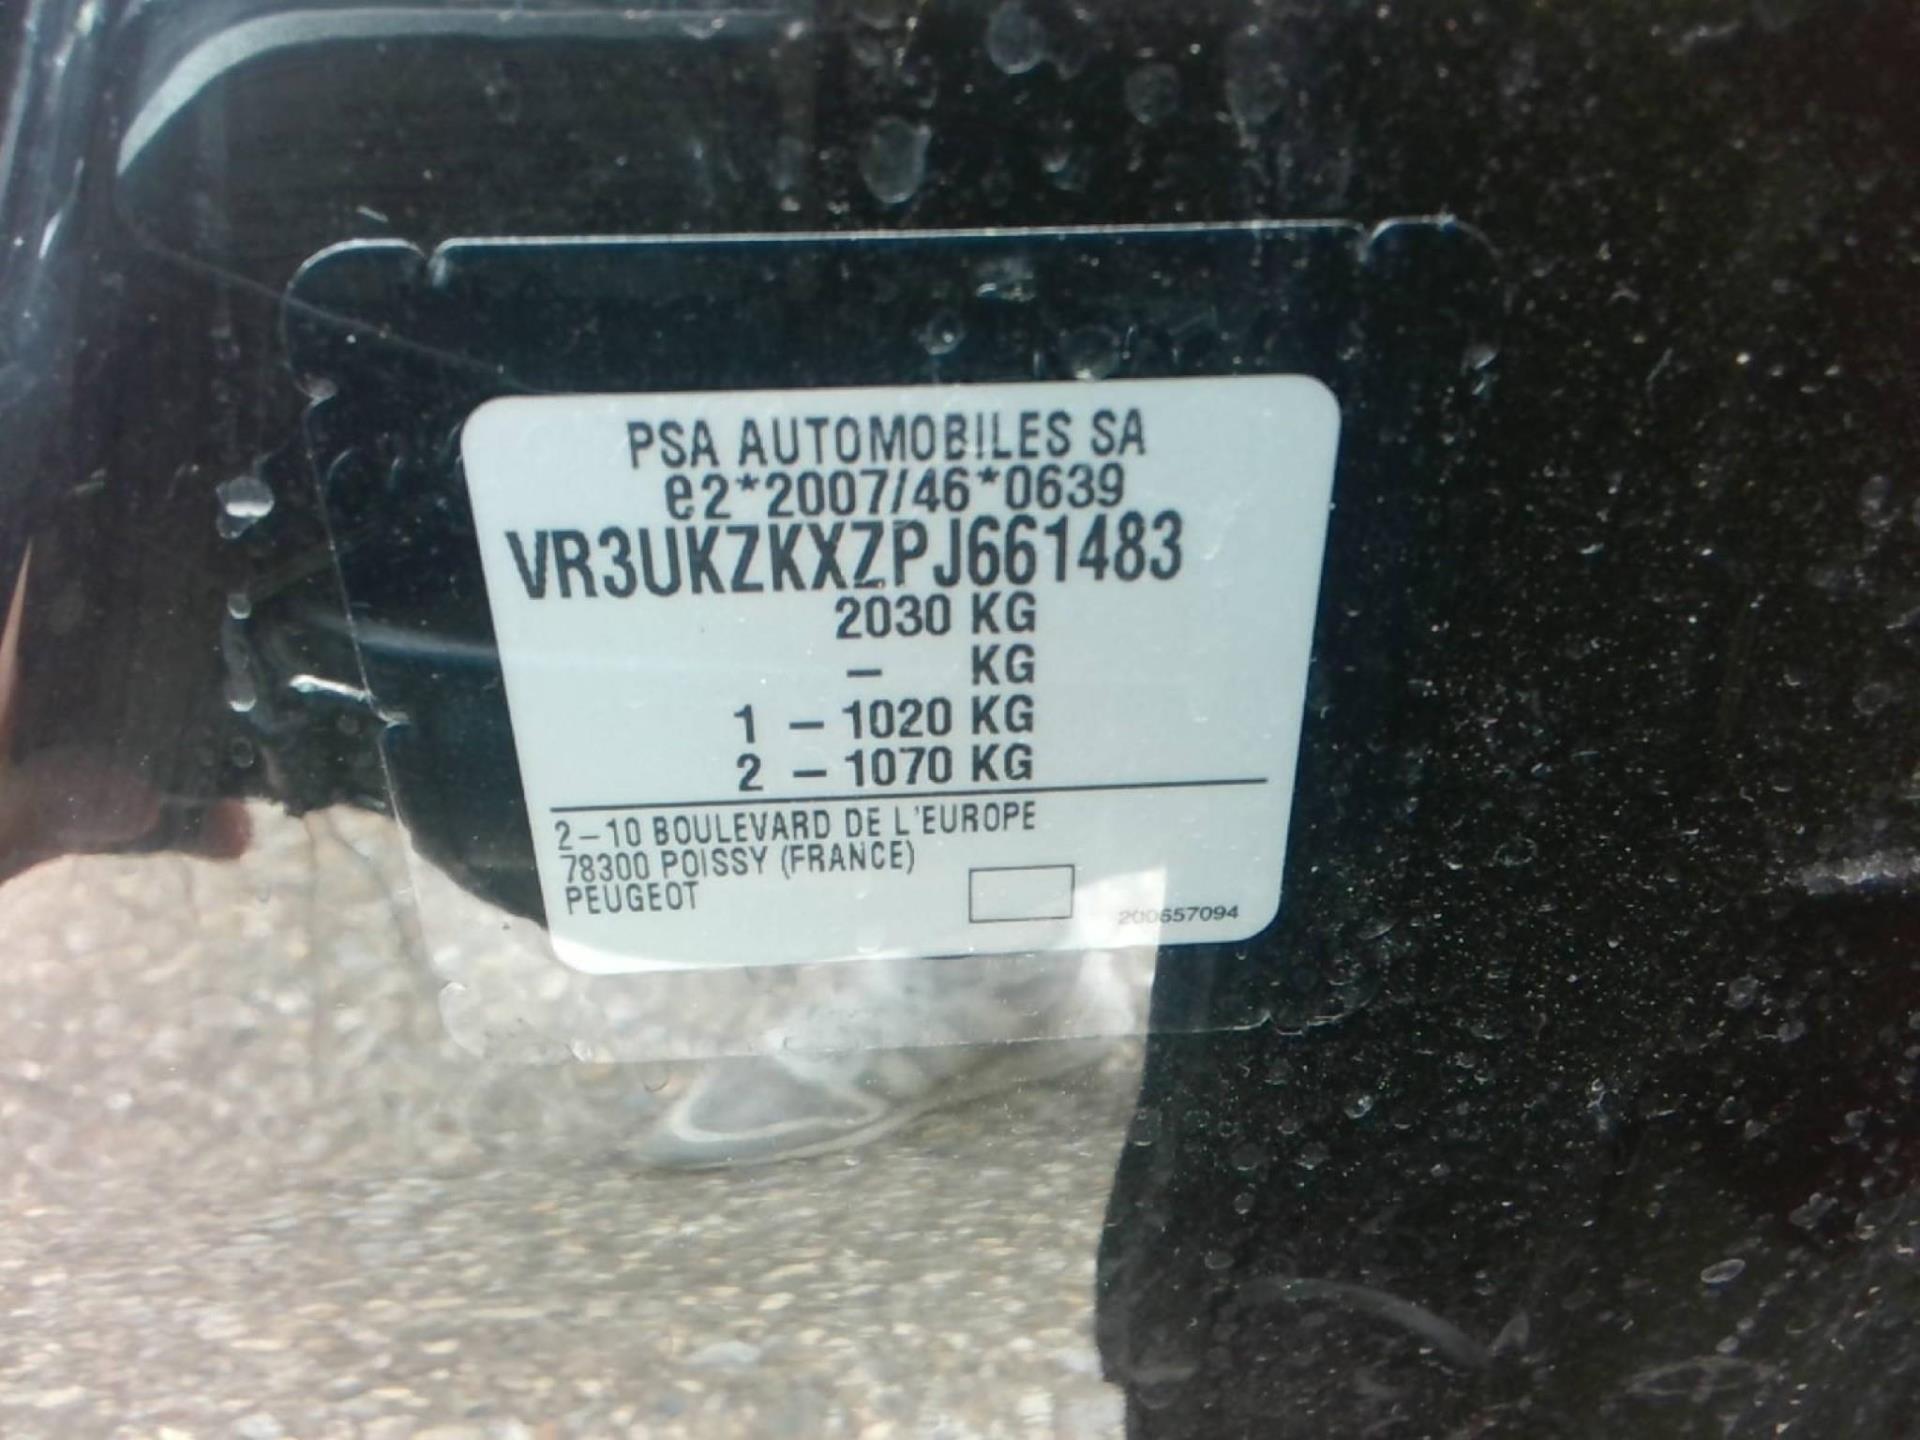 PSA AUTOMOBILES SA
e2*2007/46*0639
VR3UKZKXZPJ661483
2030 KG
- KG
1 - 1020 KG
2 - 1070 KG
2-10 BOULEVARD DE L'EUROPE
78300 POISSY (FRANCE)
PEUGEOT
200657094